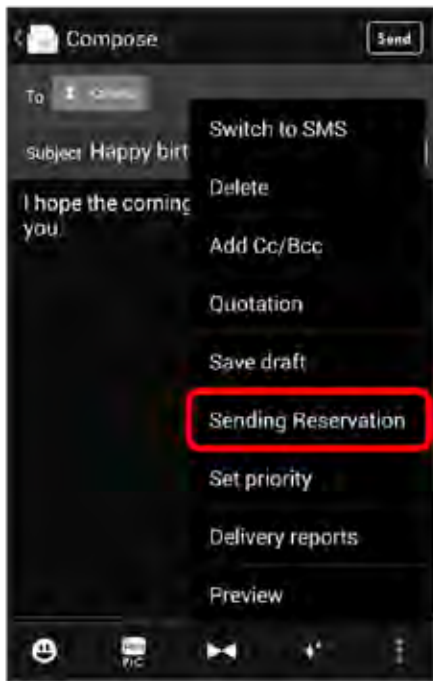 Compose
Send
To
Subject Happy birt
I hope the coming
you
Switch to SMS
Delete
Add Cc/Bcc
Quotation
Save draft
Sending Reservation
Set priority
Delivery reports
Preview
PIC